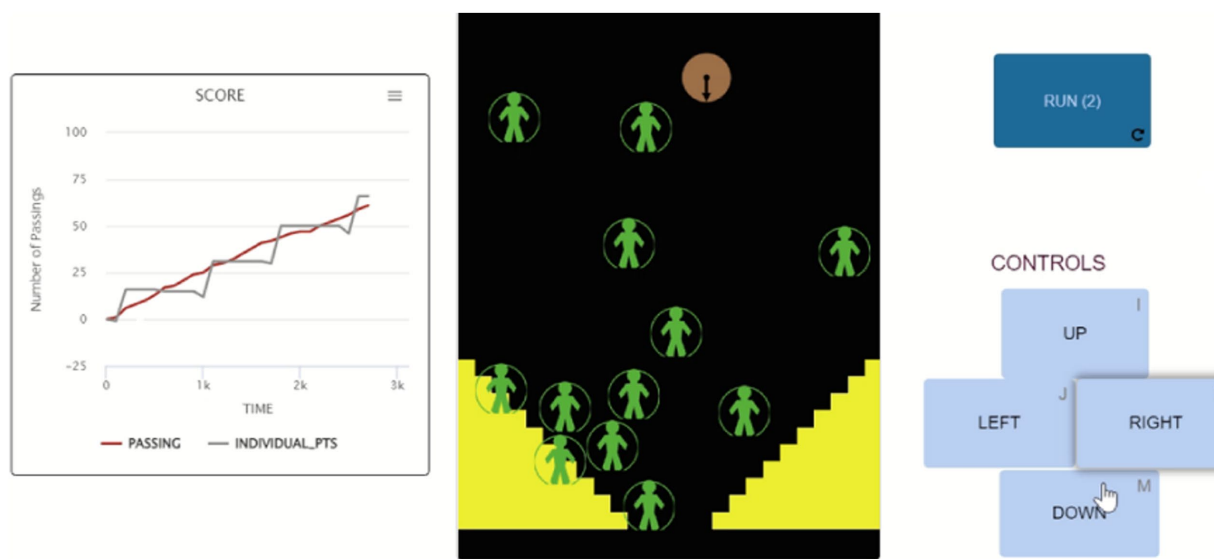 SCORE
Number of Passings
100
75
50
25
0
-25
0
1k
2k
3k
TIME
PASSING
INDIVIDUAL_PTS
RUN (2)
CONTROLS
I
UP
J
LEFT
RIGHT
M
DOWN